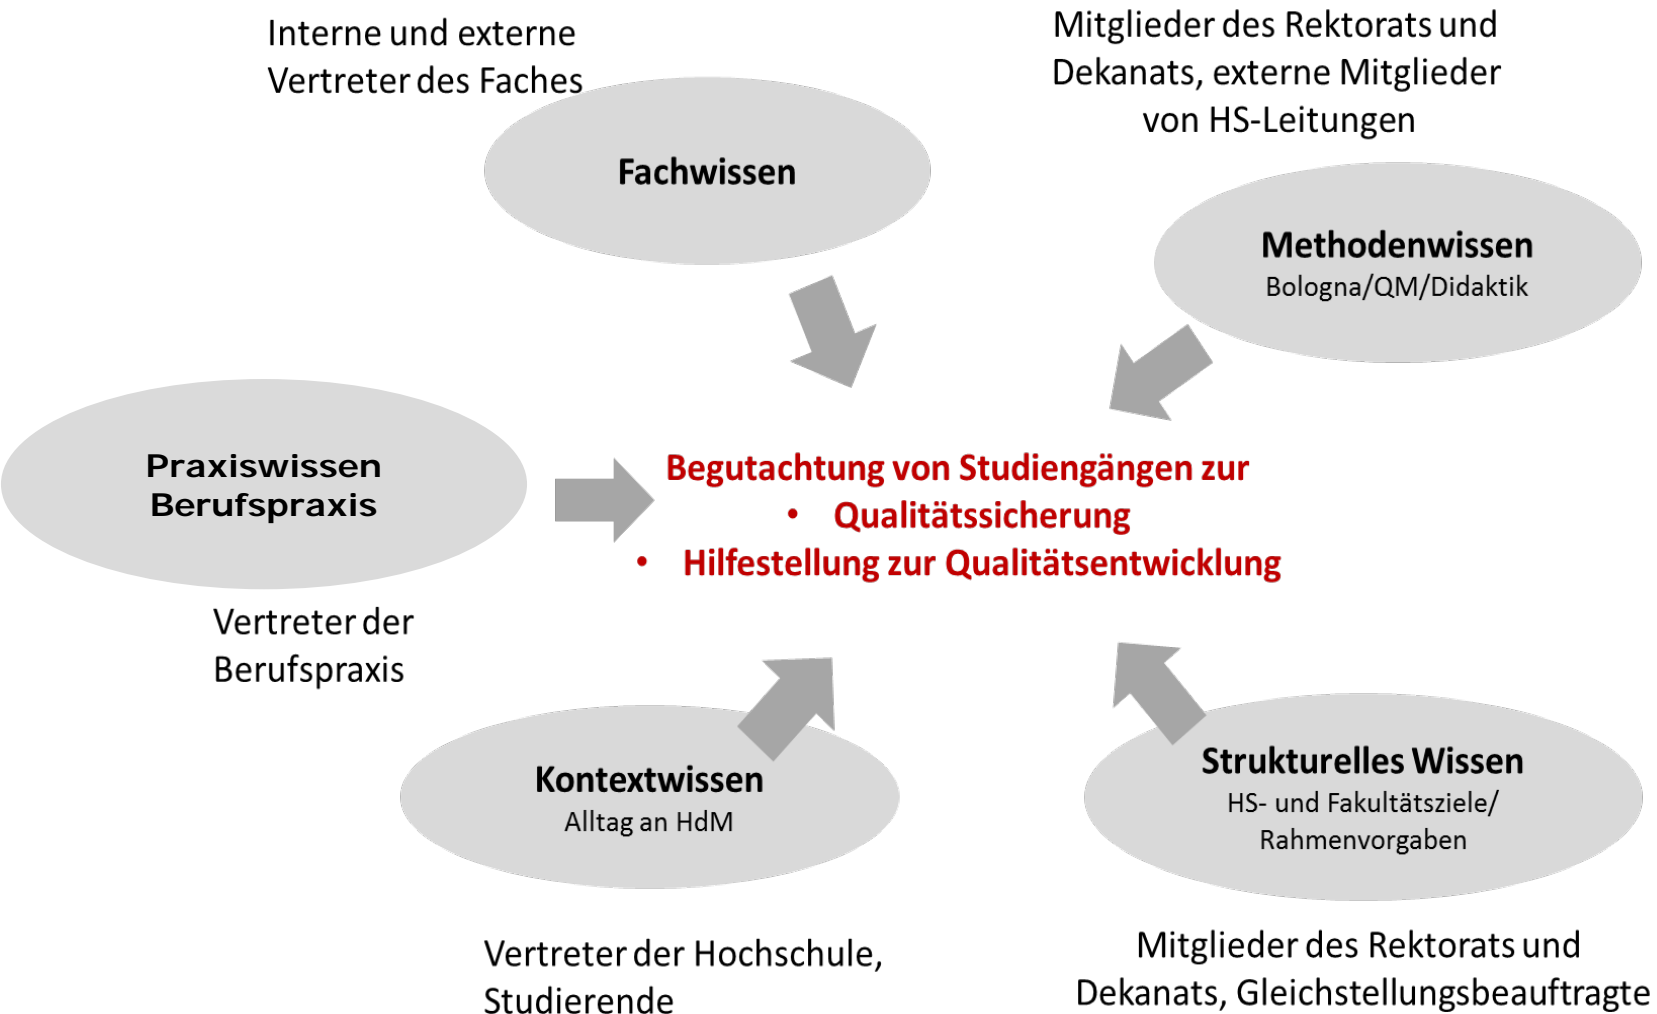 Interne und externe
Vertreter des Faches
Fachwissen
Mitglieder des Rektorats und
Dekanats, externe Mitglieder
von HS-Leitungen
Methodenwissen
Bologna/QM/Didaktik
Praxiswissen
Berufspraxis
Vertreter der
Berufspraxis
Begutachtung von Studiengängen zur
• Qualitätssicherung
• Hilfestellung zur Qualitätsentwicklung
Kontextwissen
Alltag an HdM
Vertreter der Hochschule,
Studierende
Strukturelles Wissen
HS- und Fakultätsziele/
Rahmenvorgaben
Mitglieder des Rektorats und
Dekanats, Gleichstellungsbeauftragte